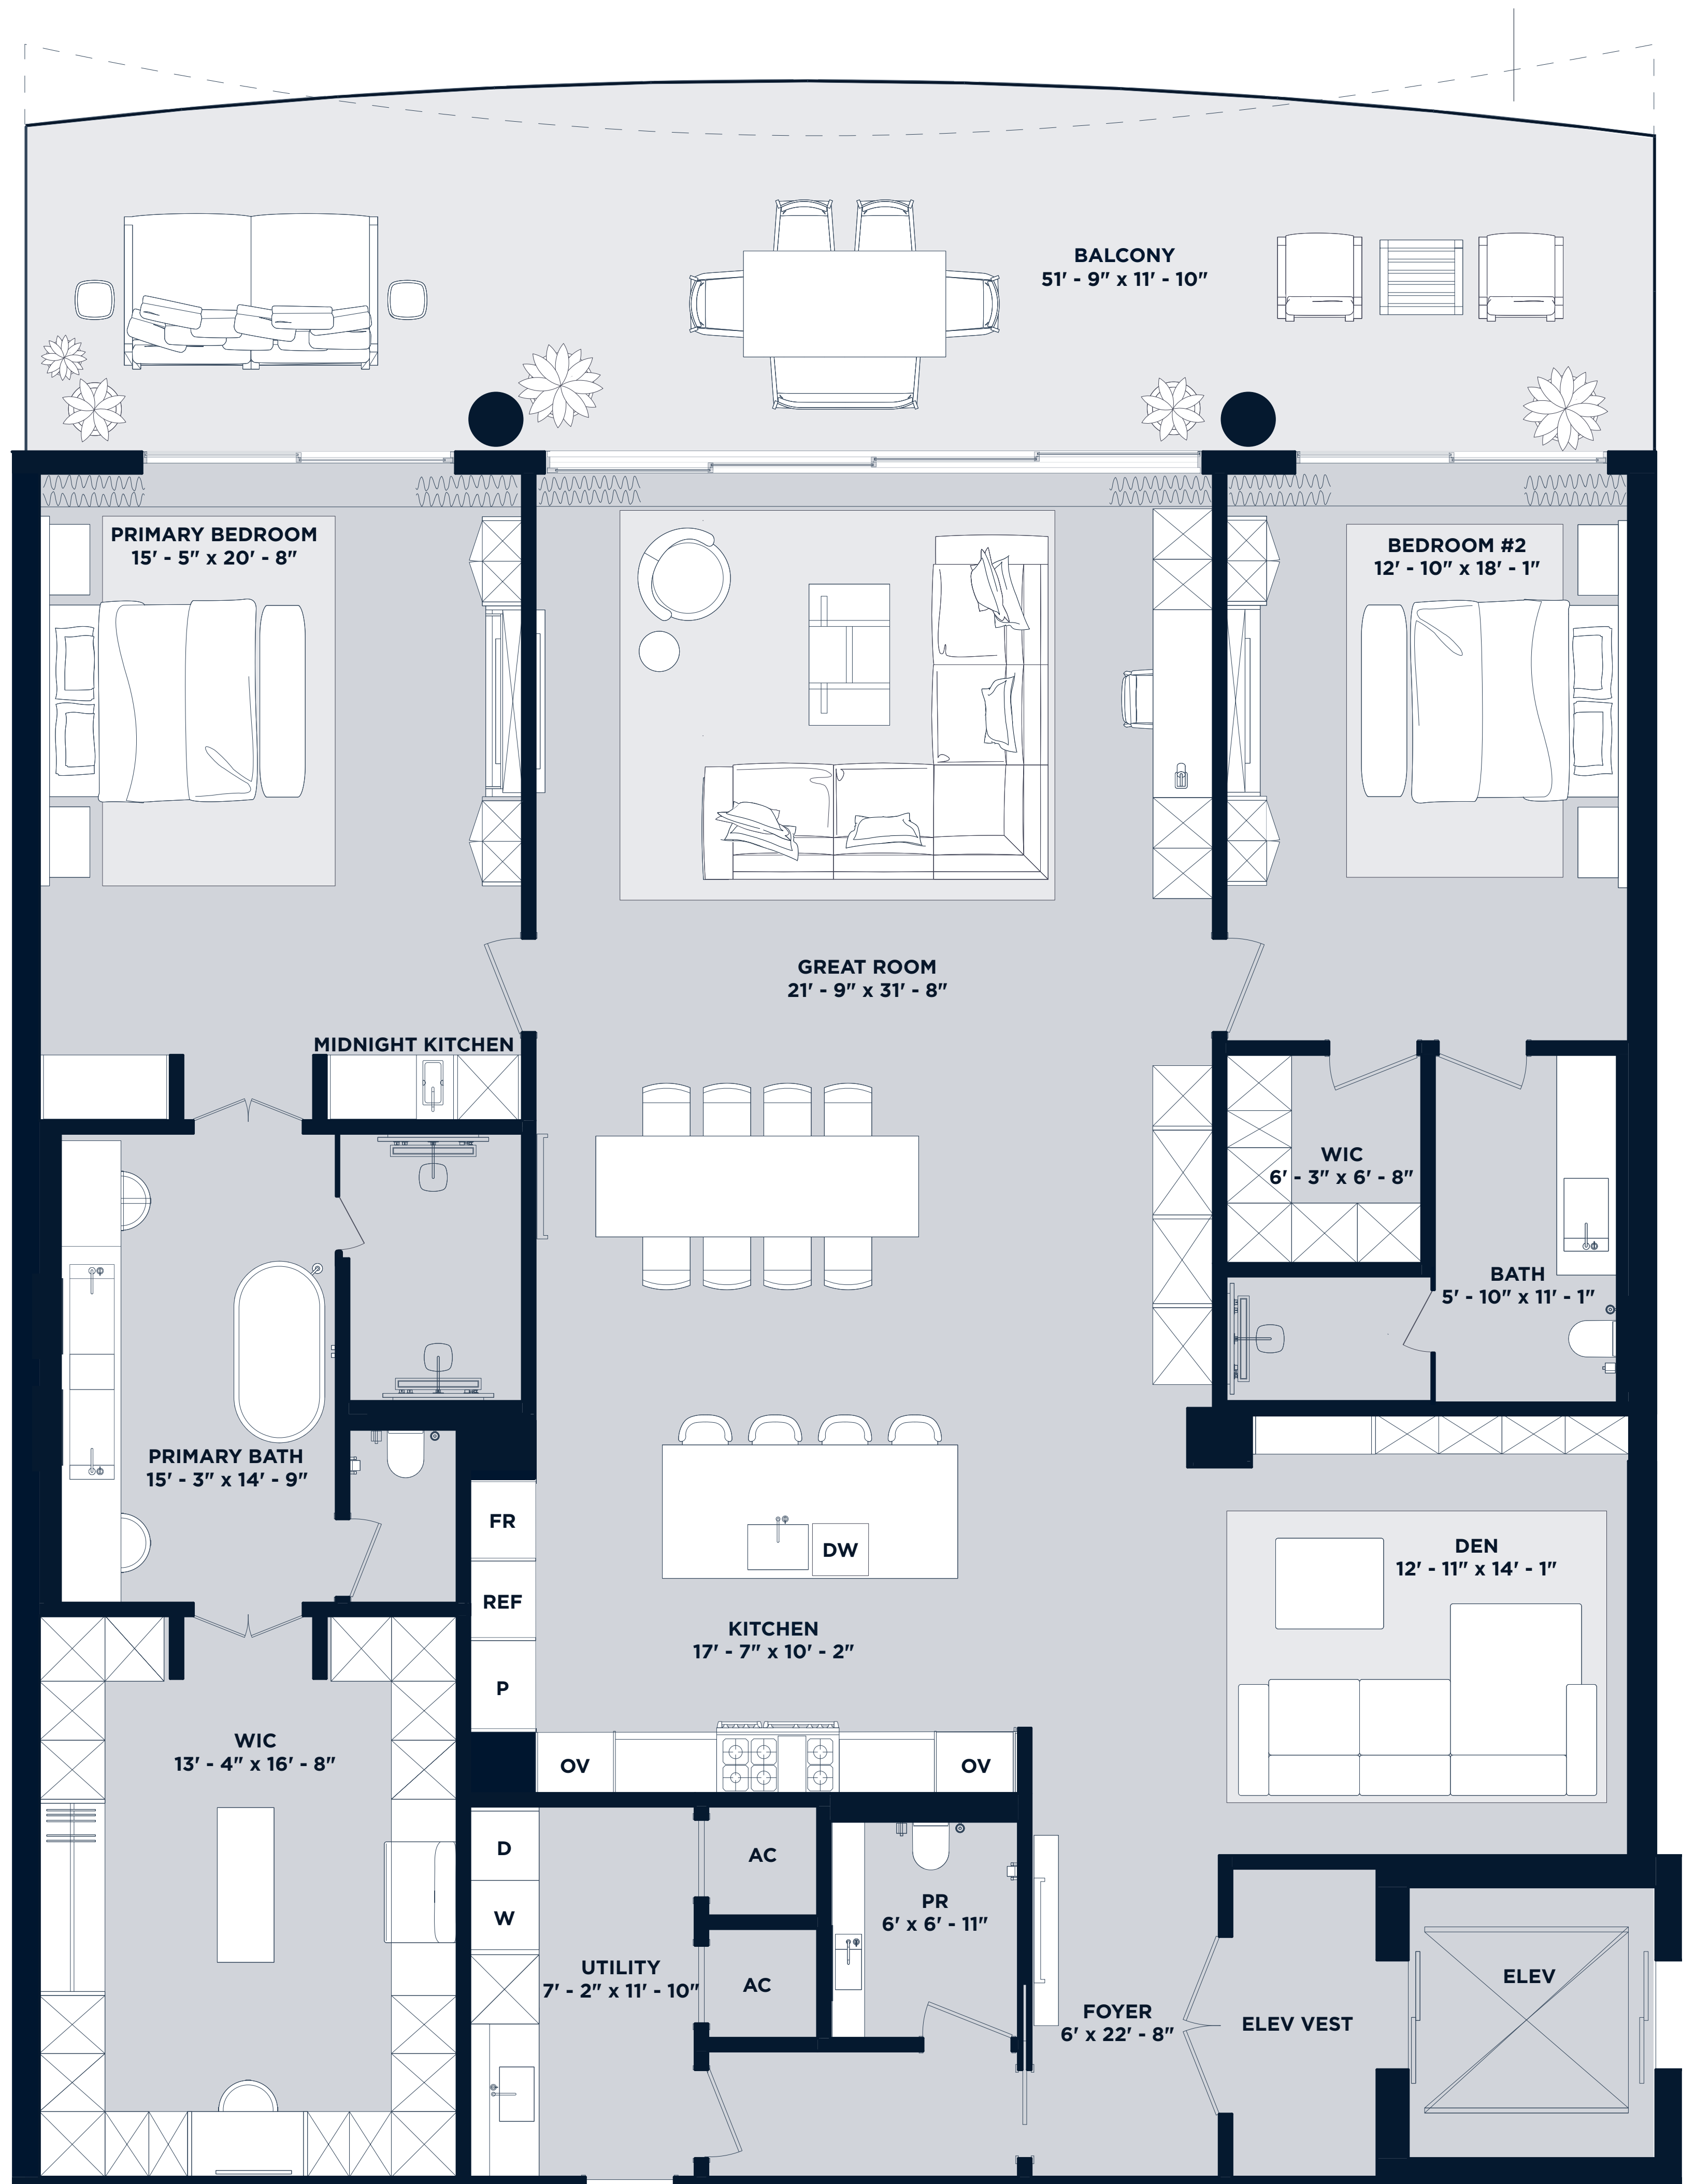 BALCONY
51' - 9" x 11' - 10"
PRIMARY BEDROOM
15' - 5" x 20' - 8"
BEDROOM #2
12' - 10" x 18' - 1"
GREAT ROOM
21' - 9" x 31' - 8"
MIDNIGHT KITCHEN
WIC
6' - 3" x 6' - 8"
BATH
5' - 10" x 11' - 1"
PRIMARY BATH
15' - 3" x 14' - 9"
FR
DW
DEN
12' - 11" x 14' - 1"
REF
KITCHEN
17' - 7" x 10' - 2"
P
WIC
13' - 4" x 16' - 8"
OV
OV
D
AC
W
PR
6' x 6' - 11"
UTILITY
7' - 2" x 11' - 10"
AC
ELEV
FOYER
6' x 22' - 8"
ELEV VEST